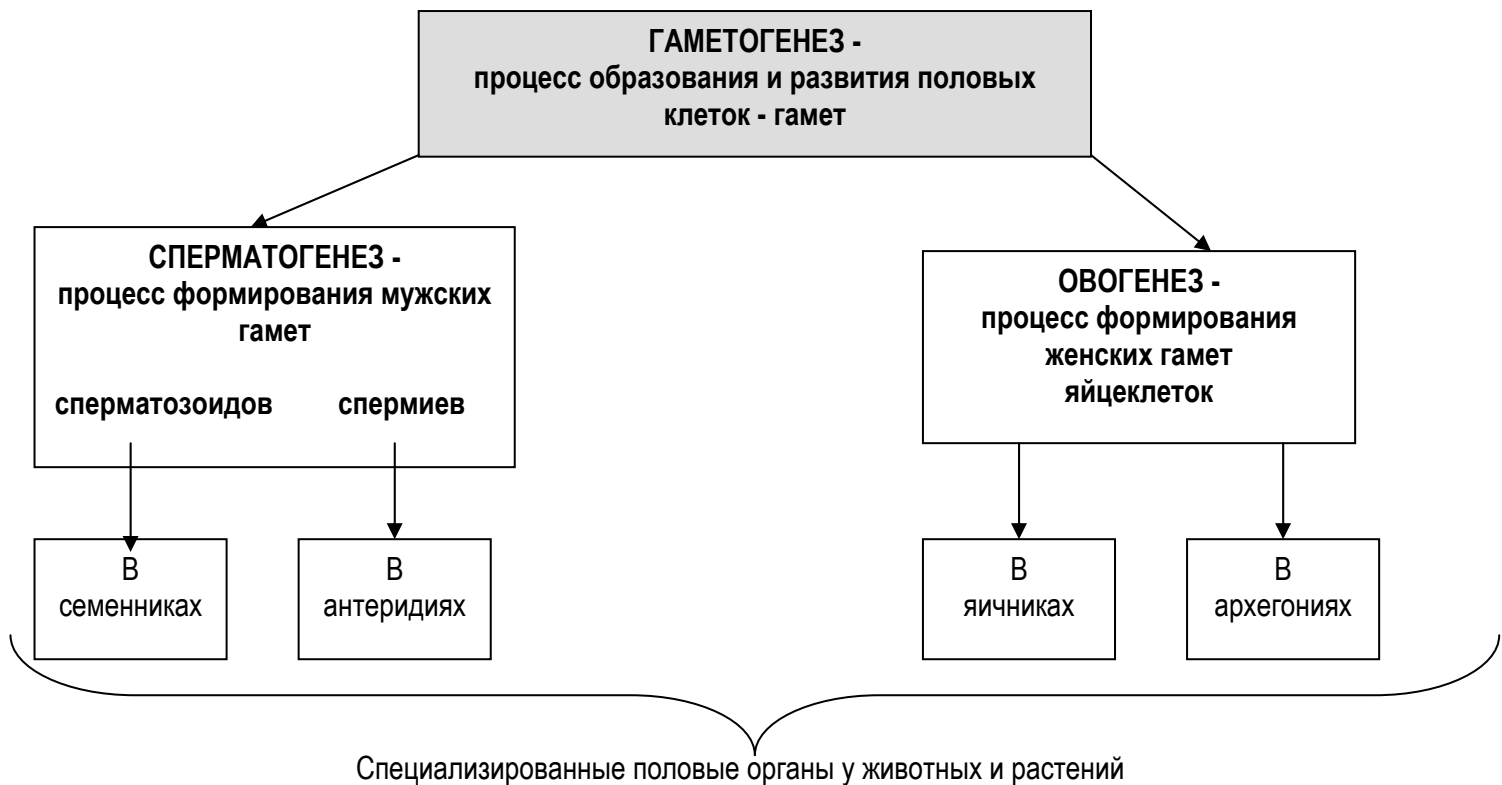 ГАМЕТОГЕНЕЗ -
процесс образования и развития половых
клеток - гамет
СПЕРМАТОГЕНЕЗ -
процесс формирования мужских
гамет
сперматозоидов спермиев
ОВОГЕНЕЗ -
процесс формирования
женских гамет
яйцеклеток
В
семенниках
В
антеридиях
В
яичниках
В
архегониях
Специализированные половые органы у животных и растений